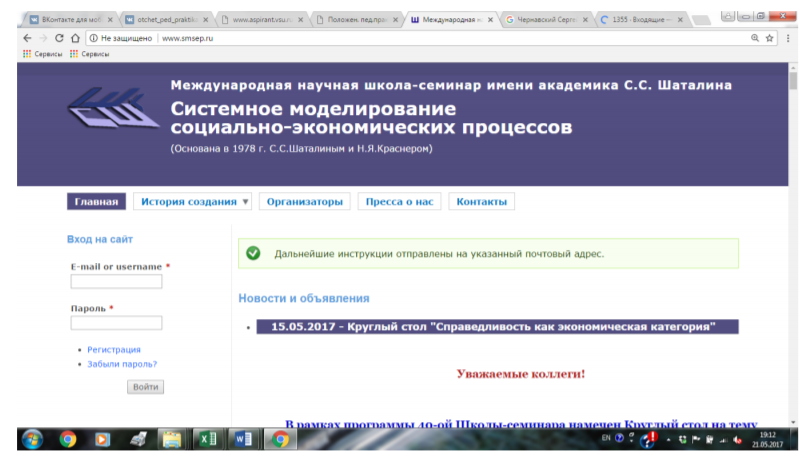 ВКонтакте для моб
otchet_ped_praktik
www.aspirant.vsu.ru
Положен. пед.прак
Международная н
Чернавский Серге
1355 · Входящие —
Не защищено | www.smsep.ru
Сервисы Сервисы
Международная научная школа-семинар имени академика С.С. Шаталина
Системное моделирование
социально-экономических процессов
(Основана в 1978 г. С.С.Шаталиным и Н.Я.Краснером)
Главная История создания ▼ Организаторы Пресса о нас Контакты
Вход на сайт
E-mail or username *
Пароль *
• Регистрация
• Забыли пароль?
Войти
Дальнейшие инструкции отправлены на указанный почтовый адрес.
Новости и объявления
• 15.05.2017 - Круглый стол "Справедливость как экономическая категория"
Уважаемые коллеги!
В рамках программы 40-ой Школы-семинара намечен Круглый стол на тему
EN
19:12
21.05.2017